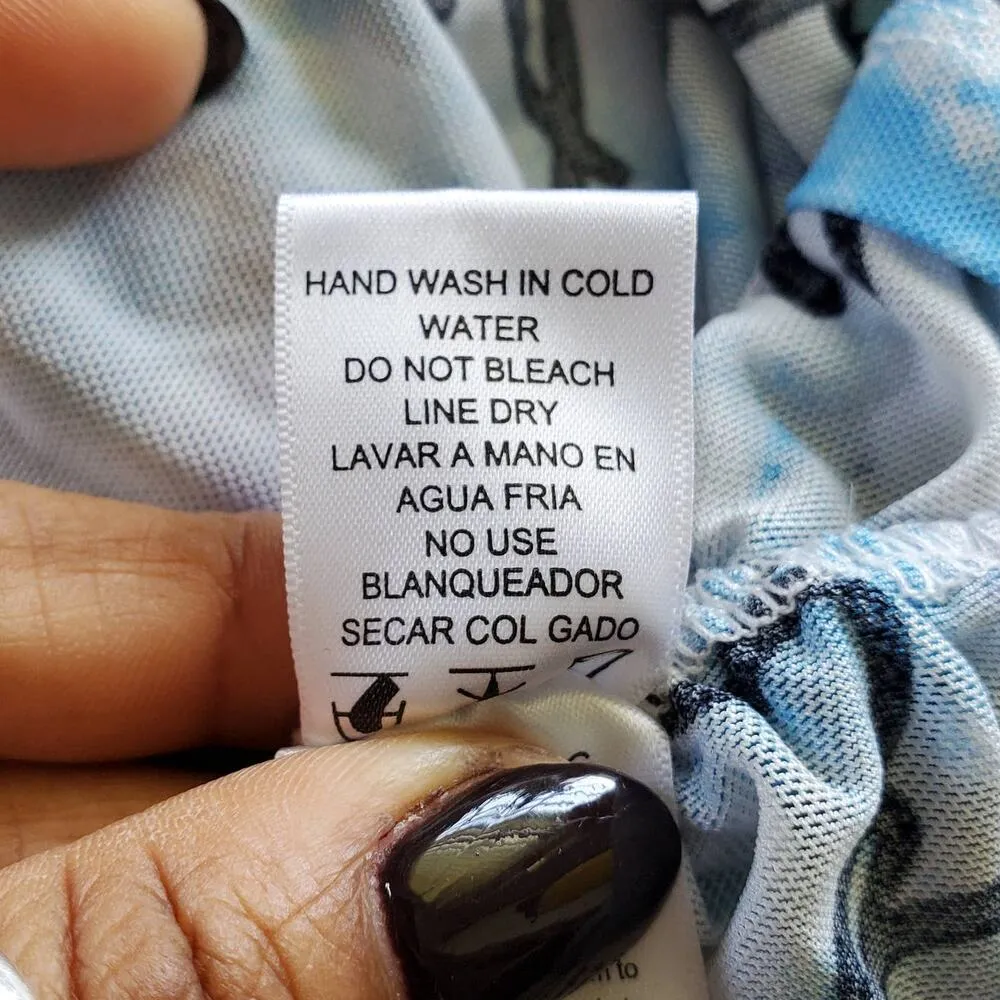 HAND WASH IN COLD
WATER
DO NOT BLEACH
LINE DRY
LAVAR A MANO EN
AGUA FRIA
NO USE
BLANQUEADOR
SECAR COL GADO
to